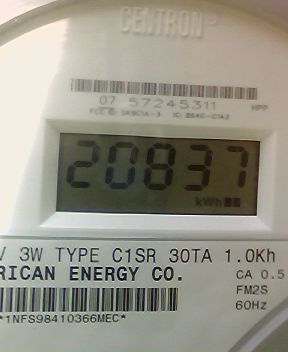 CENTRON
07 57245311 HPP
20837
kWh
V 3W TYPE C1SR 30TA 1.0Kh
RICAN ENERGY CO. CA 0.5
FM2S
*1NFS98410366MEC* 60Hz